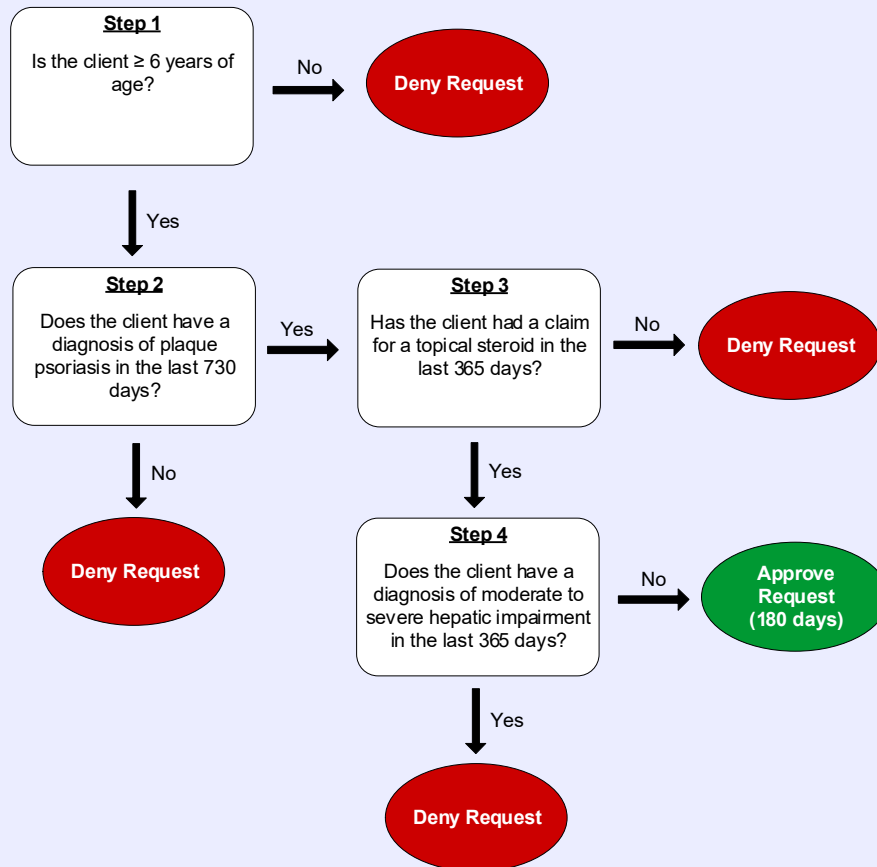 Step 1
Is the client ≥ 6 years of
age?
No
Deny Request
Yes
Step 2
Does the client have a
diagnosis of plaque
psoriasis in the last 730
days?
Yes
Step 3
Has the client had a claim
for a topical steroid in the
last 365 days?
No
Deny Request
No
Deny Request
Yes
Step 4
Does the client have a
diagnosis of moderate to
severe hepatic impairment
in the last 365 days?
No
Approve
Request
(180 days)
Yes
Deny Request